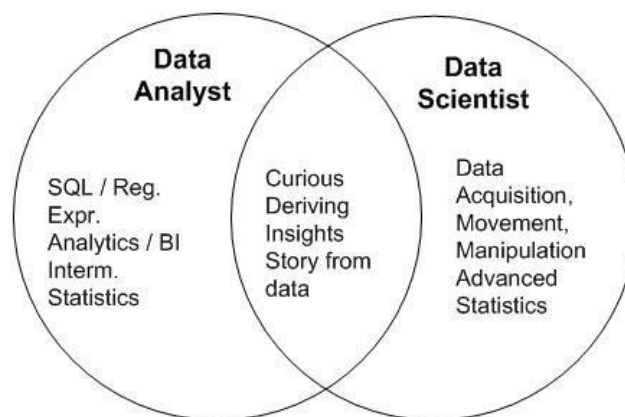 Data
Analyst
SQL / Reg.
Expr.
Analytics / BI
Interm.
Statistics
Curious
Deriving
Insights
Story from
data
Data
Scientist
Data
Acquisition,
Movement,
Manipulation
Advanced
Statistics